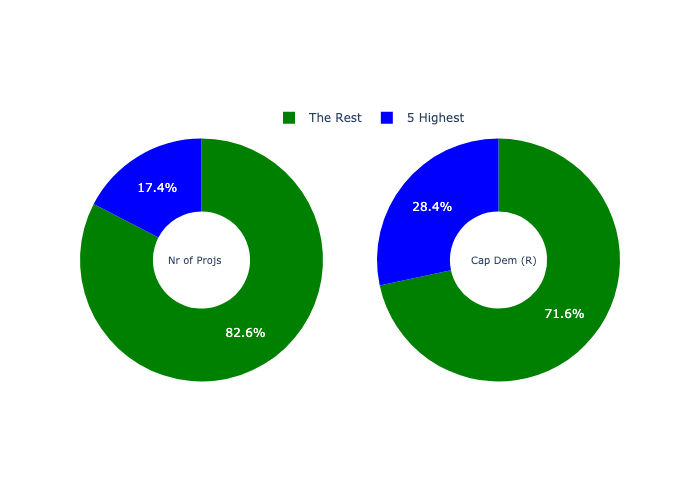 The Rest
5 Highest
17.4%
28.4%
Nr of Projs
Cap Dem (R)
71.6%
82.6%